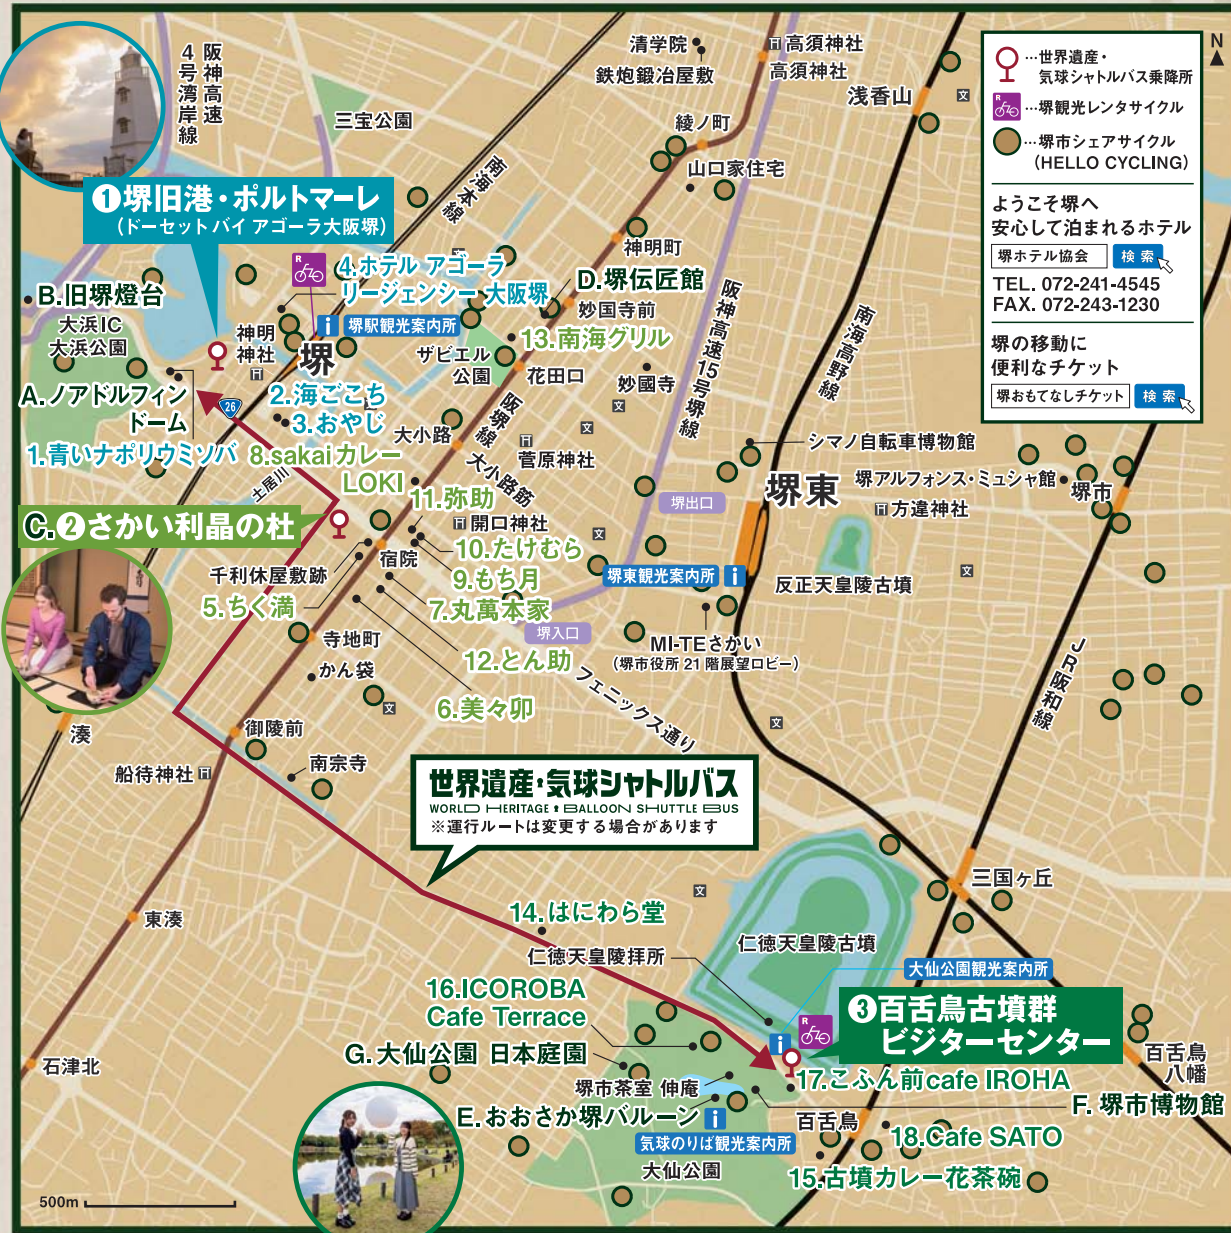 阪神高速
4号湾岸線
三宝公園
清学院
鉄炮鍛冶屋敷
高須神社
高須神社
浅香山
綾ノ町
山口家住宅
南海本線
神明町
N
…世界遺産・
気球シャトルバス乗降所
R
…堺観光レンタサイクル
…堺市シェアサイクル
(HELLO CYCLING)
ようこそ堺へ
安心して泊まれるホテル
堺ホテル協会 検索
TEL. 072-241-4545
FAX. 072-243-1230
堺の移動に
便利なチケット
堺おもてなしチケット 検索
❶堺旧港・ポルトマーレ
(ドーセット バイ アゴーラ大阪堺)
R
4.ホテル アゴーラ
リージェンシー 大阪堺
i 堺駅観光案内所
D.堺伝匠館
妙国寺前
13.南海グリル
B.旧堺燈台
大浜IC
大浜公園
神明
神社
堺
ザビエル
公園
花田口
妙國寺
阪神高速15号堺線
南海高野線
A.ノアドルフィン
ドーム
26
2.海ごこち
3.おやじ
1.青いナポリウミソバ
8.sakaiカレー
LOKI
大小路
阪堺線
大小路筋
菅原神社
土居川
11.弥助
開口神社
シマノ自転車博物館
堺東
堺アルフォンス・ミュシャ館
堺市
方違神社
堺出口
C.❷さかい利晶の杜
10.たけむら
9.もち月
7.丸萬本家
宿院
千利休屋敷跡
5.ちく満
堺東観光案内所 i
反正天皇陵古墳
堺入口
MI-TEさかい
(堺市役所 21 階展望ロビー)
寺地町
かん袋
12.とん助
6.美々卯
フェニックス通り
JR阪和線
湊
御陵前
船待神社
南宗寺
世界遺産・気球シャトルバス
WORLD HERITAGE・BALLOON SHUTTLE BUS
※運行ルートは変更する場合があります
三国ヶ丘
東湊
14.はにわら堂
仁徳天皇陵拝所
仁徳天皇陵古墳
大仙公園観光案内所
16.ICOROBA
Cafe Terrace
❸百舌鳥古墳群
ビジターセンター
R
i
G.大仙公園 日本庭園
石津北
堺市茶室 伸庵
17.こふん前cafe IROHA
百舌鳥
八幡
E.おおさか堺バルーン i
F. 堺市博物館
気球のりば観光案内所
百舌鳥
18.Cafe SATO
大仙公園
15.古墳カレー花茶碗
500m
文
文
文
文
文
文
文
文